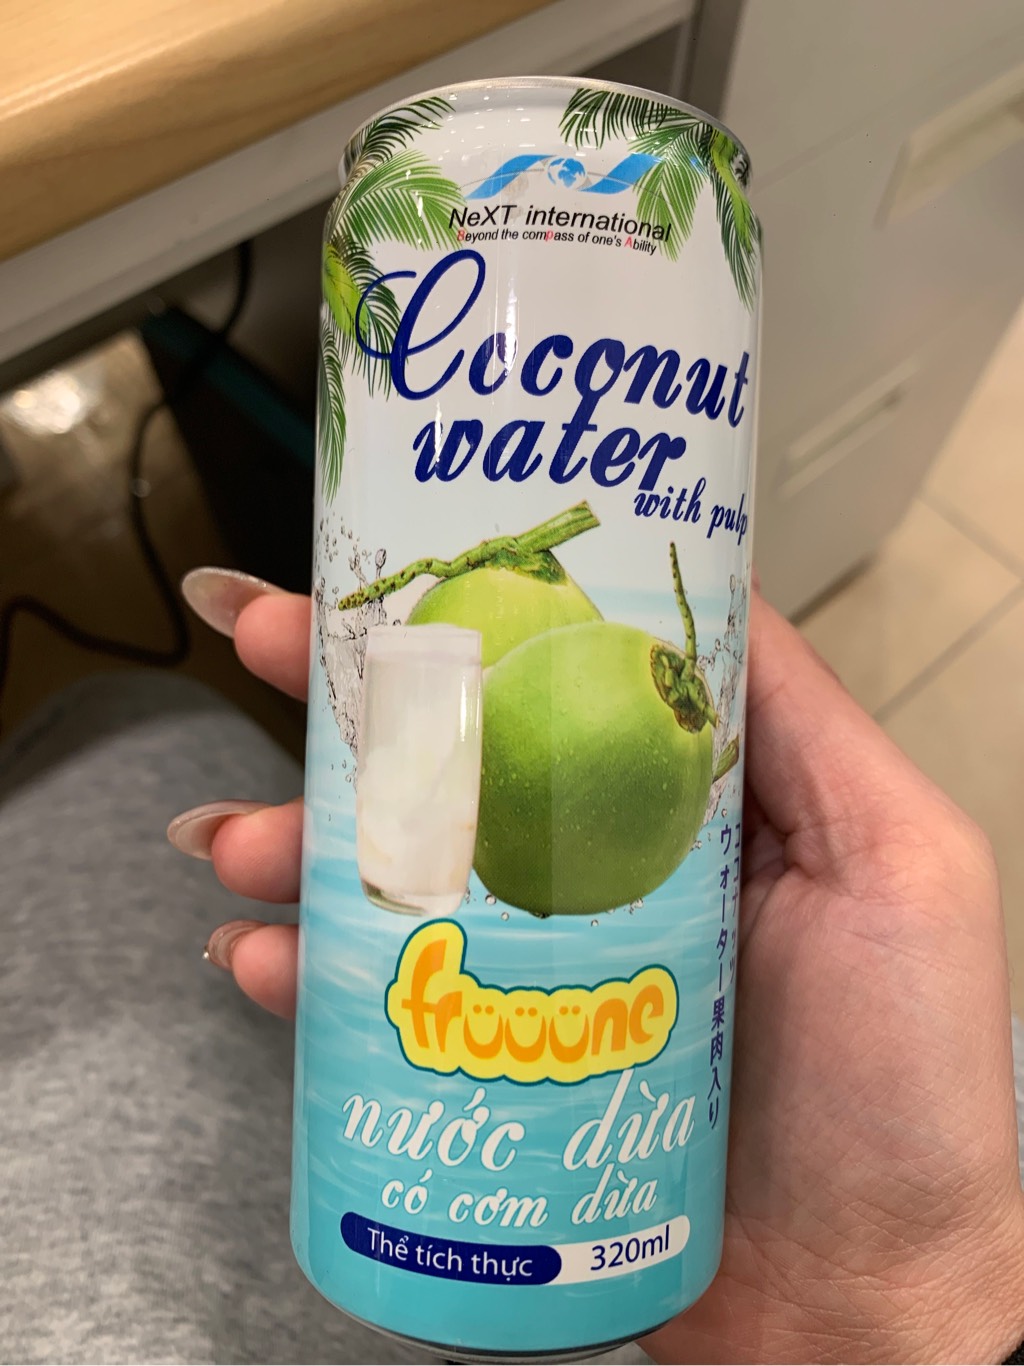 NeXT international
Beyond the compass of one's Ability
Coconut
water
with pulp
ココナッツ
ウォーター果肉入り
früüüne
nước dừa
có cơm dừa
Thể tích thực 320ml